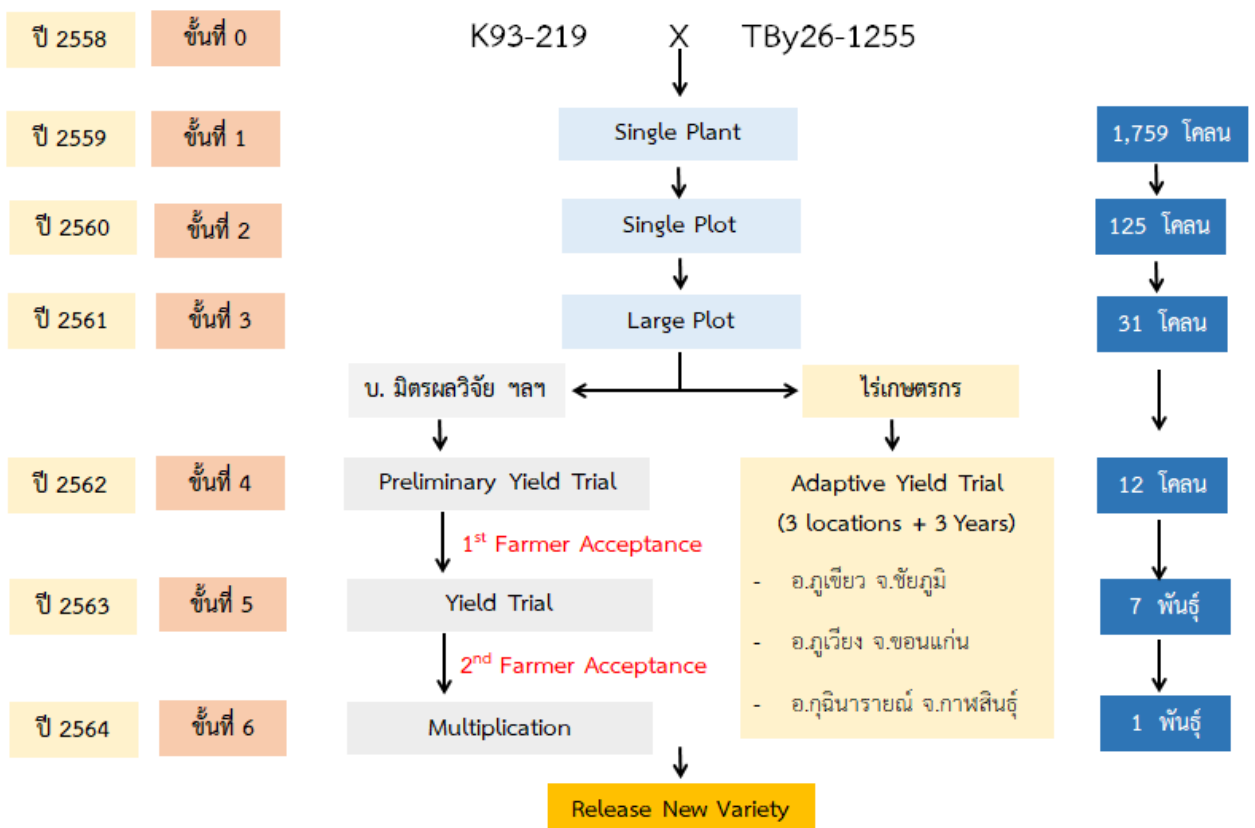 ปี 2558 ขั้นที่ 0 K93-219 X TBy26-1255
ปี 2559 ขั้นที่ 1 Single Plant 1,759 โคลน
ปี 2560 ขั้นที่ 2 Single Plot 125 โคลน
ปี 2561 ขั้นที่ 3 Large Plot 31 โคลน
บ. มิตรผลวิจัย ฯลฯ ไร่เกษตรกร
ปี 2562 ขั้นที่ 4 Preliminary Yield Trial Adaptive Yield Trial 12 โคลน
(3 locations + 3 Years)
1st Farmer Acceptance
- อ.ภูเขียว จ.ชัยภูมิ
ปี 2563 ขั้นที่ 5 Yield Trial 7 พันธุ์
- อ.ภูเวียง จ.ขอนแก่น
2nd Farmer Acceptance
- อ.กุฉินารายณ์ จ.กาฬสินธุ์
ปี 2564 ขั้นที่ 6 Multiplication 1 พันธุ์
Release New Variety